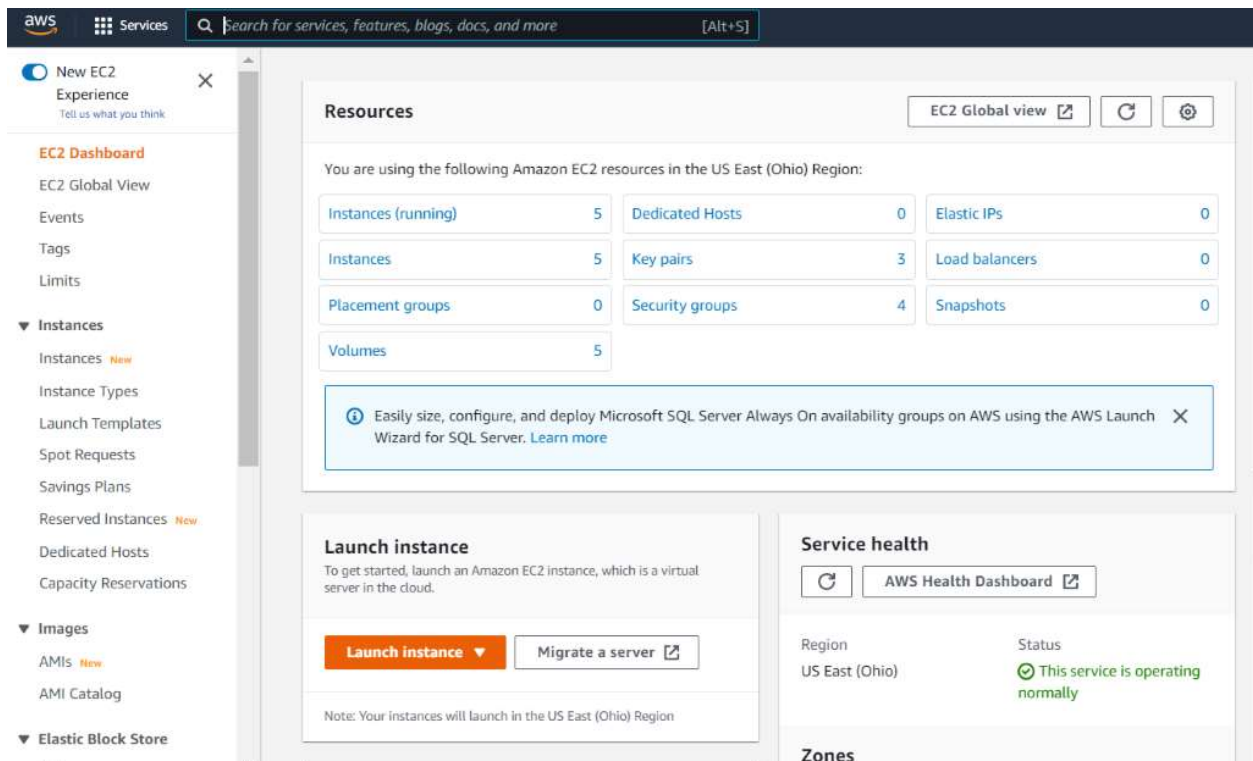 aws
Services
Search for services, features, blogs, docs, and more
[Alt+S]
New EC2
Experience
Tell us what you think
EC2 Dashboard
EC2 Global View
Events
Tags
Limits
Instances
Instances New
Instance Types
Launch Templates
Spot Requests
Savings Plans
Reserved Instances New
Dedicated Hosts
Capacity Reservations
Images
AMIs New
AMI Catalog
Elastic Block Store
Resources
EC2 Global view
You are using the following Amazon EC2 resources in the US East (Ohio) Region:
Instances (running) 5
Dedicated Hosts 0
Elastic IPs 0
Instances 5
Key pairs 3
Load balancers 0
Placement groups 0
Security groups 4
Snapshots 0
Volumes 5
Easily size, configure, and deploy Microsoft SQL Server Always On availability groups on AWS using the AWS Launch
Wizard for SQL Server. Learn more
Launch instance
To get started, launch an Amazon EC2 instance, which is a virtual
server in the cloud.
Launch instance
Migrate a server
Note: Your instances will launch in the US East (Ohio) Region
Service health
AWS Health Dashboard
Region
US East (Ohio)
Status
This service is operating
normally
Zones